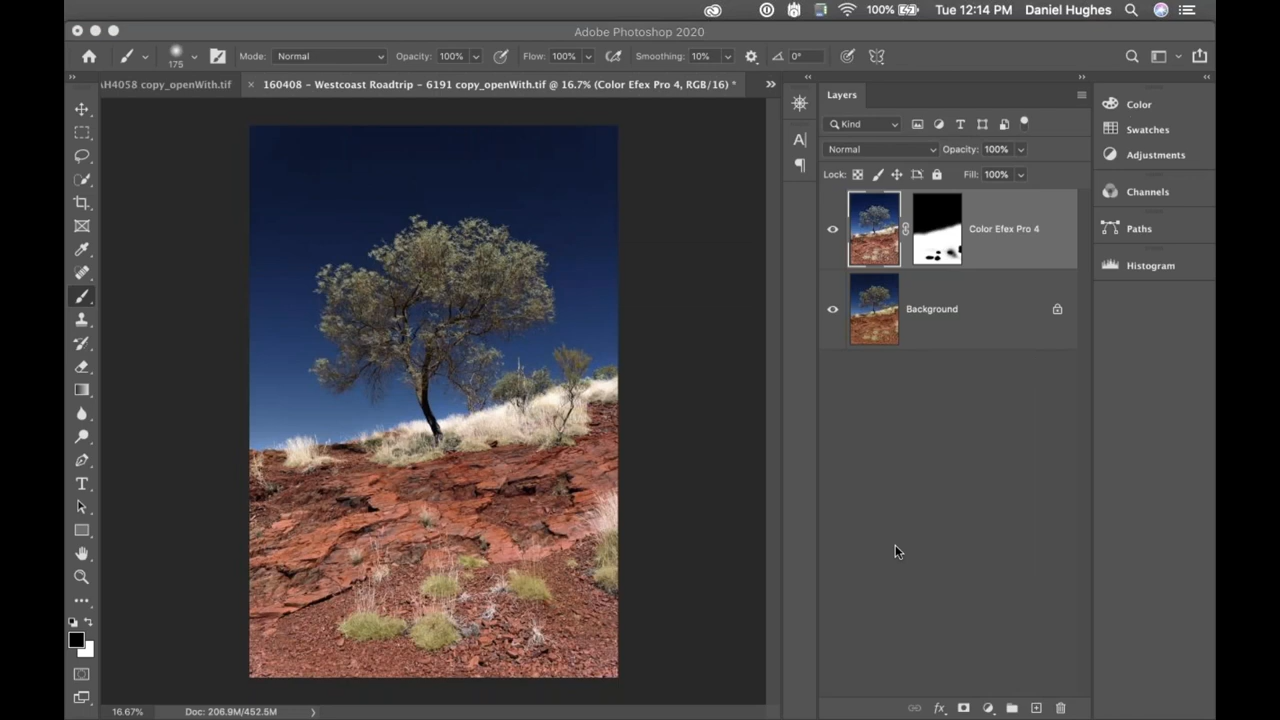 100% Tue 12:14 PM Daniel Hughes
Adobe Photoshop 2020
175 Mode: Normal Opacity: 100% Flow: 100% Smoothing: 10% 0°
AH4058 copy_openWith.tif × 160408 – Westcoast Roadtrip – 6191 copy_openWith.tif @ 16.7% (Color Efex Pro 4, RGB/16) *
Layers
Kind
Normal Opacity: 100%
Lock: Fill: 100%
Color Efex Pro 4
Background
Color
Swatches
Adjustments
Channels
Paths
Histogram
16.67% Doc: 206.9M/452.5M